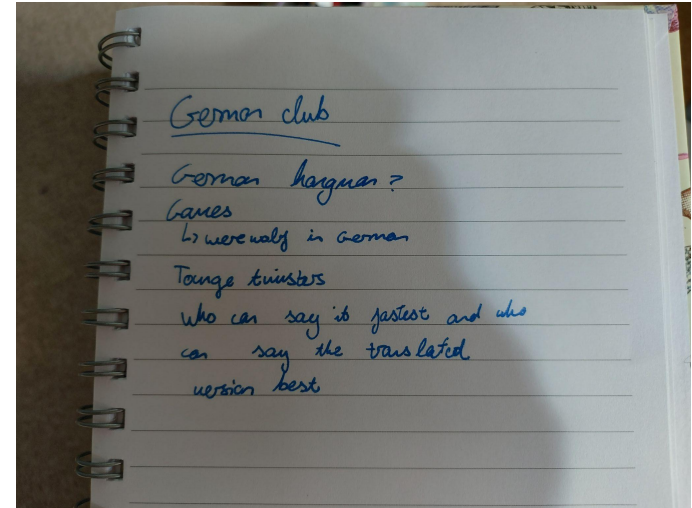 German club
German hangman?
Games
↳ werewolf in German
Tounge twisters
Who can say it fastest and who
can say the translated
version best